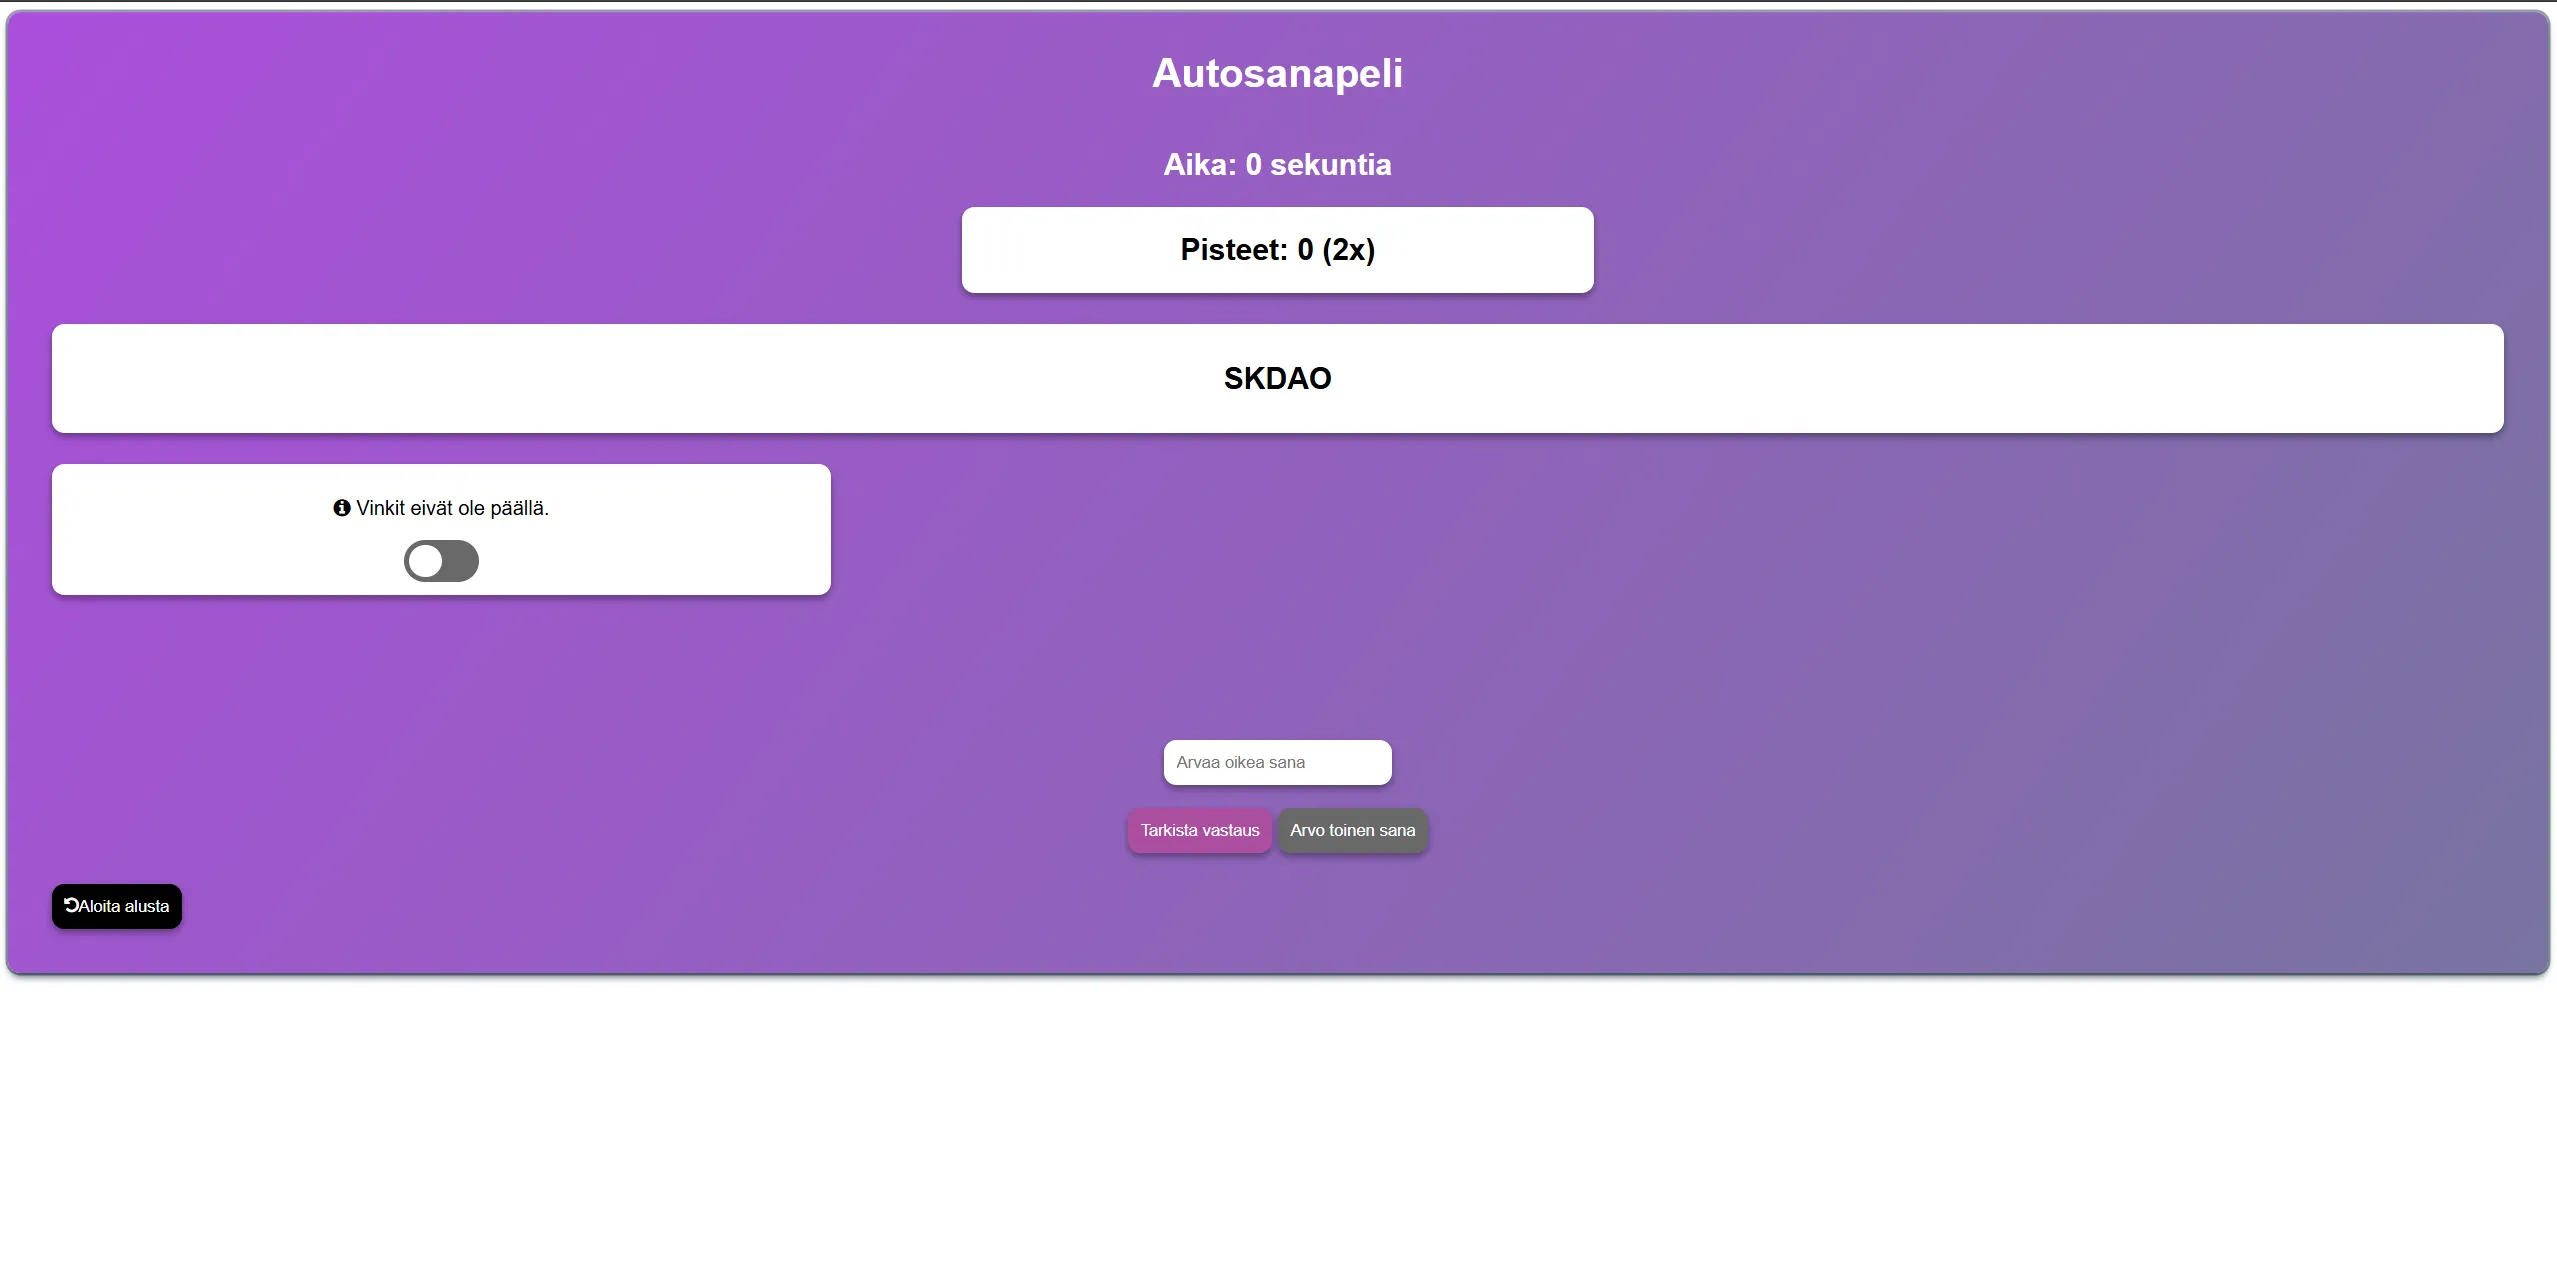 Autosanapeli
Aika: 0 sekuntia
Pisteet: 0 (2x)
SKDAO
Vinkit eivät ole päällä.
Arvaa oikea sana
Tarkista vastaus
Arvo toinen sana
Aloita alusta